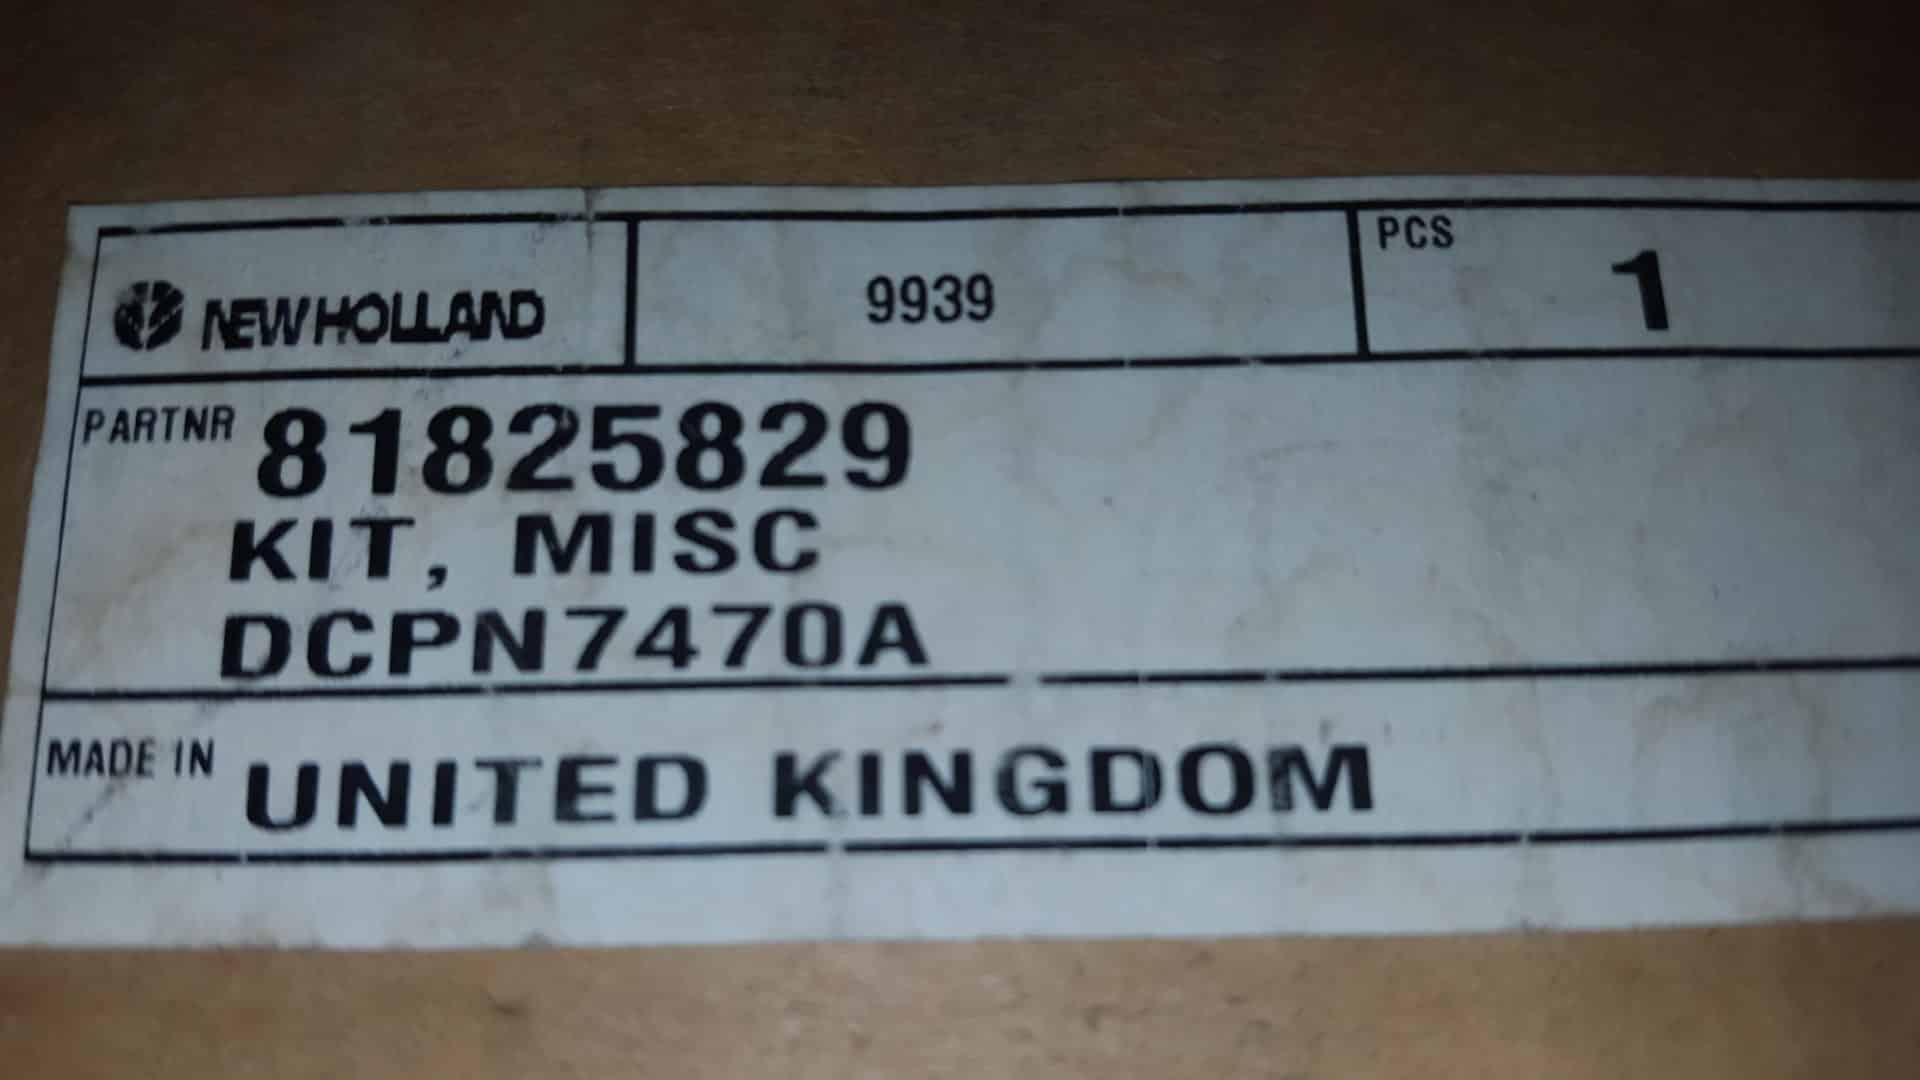 NEW HOLLAND
9939
PCS
1
PARTNR 81825829
KIT, MISC
DCPN7470A
MADE IN UNITED KINGDOM